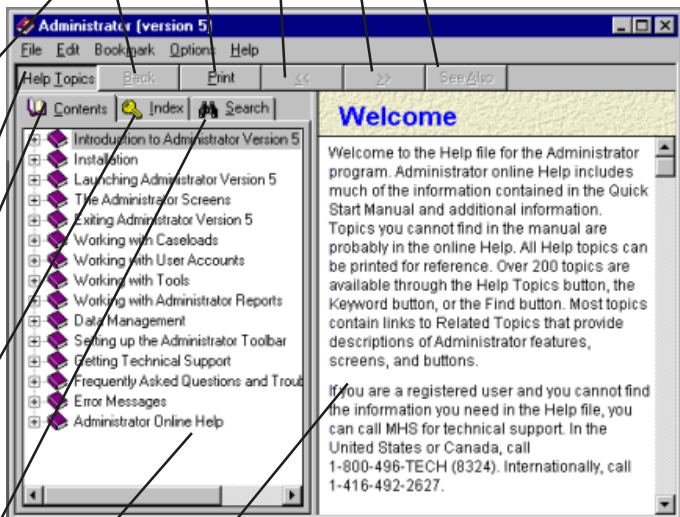 Administrator (version 5)
File Edit Bookmark Options Help
Help Topics Back Print << >> See Also
Contents Index Search
Introduction to Administrator Version 5
Installation
Launching Administrator Version 5
The Administrator Screens
Exiting Administrator Version 5
Working with Caseloads
Working with User Accounts
Working with Tools
Working with Administrator Reports
Data Management
Setting up the Administrator Toolbar
Getting Technical Support
Frequently Asked Questions and Troub
Error Messages
Administrator Online Help
Welcome
Welcome to the Help file for the Administrator
program. Administrator online Help includes
much of the information contained in the Quick
Start Manual and additional information.
Topics you cannot find in the manual are
probably in the online Help. All Help topics can
be printed for reference. Over 200 topics are
available through the Help Topics button, the
Keyword button, or the Find button. Most topics
contain links to Related Topics that provide
descriptions of Administrator features,
screens, and buttons.
If you are a registered user and you cannot find
the information you need in the Help file, you
can call MHS for technical support. In the
United States or Canada, call
1-800-496-TECH (8324). Internationally, call
1-416-492-2627.